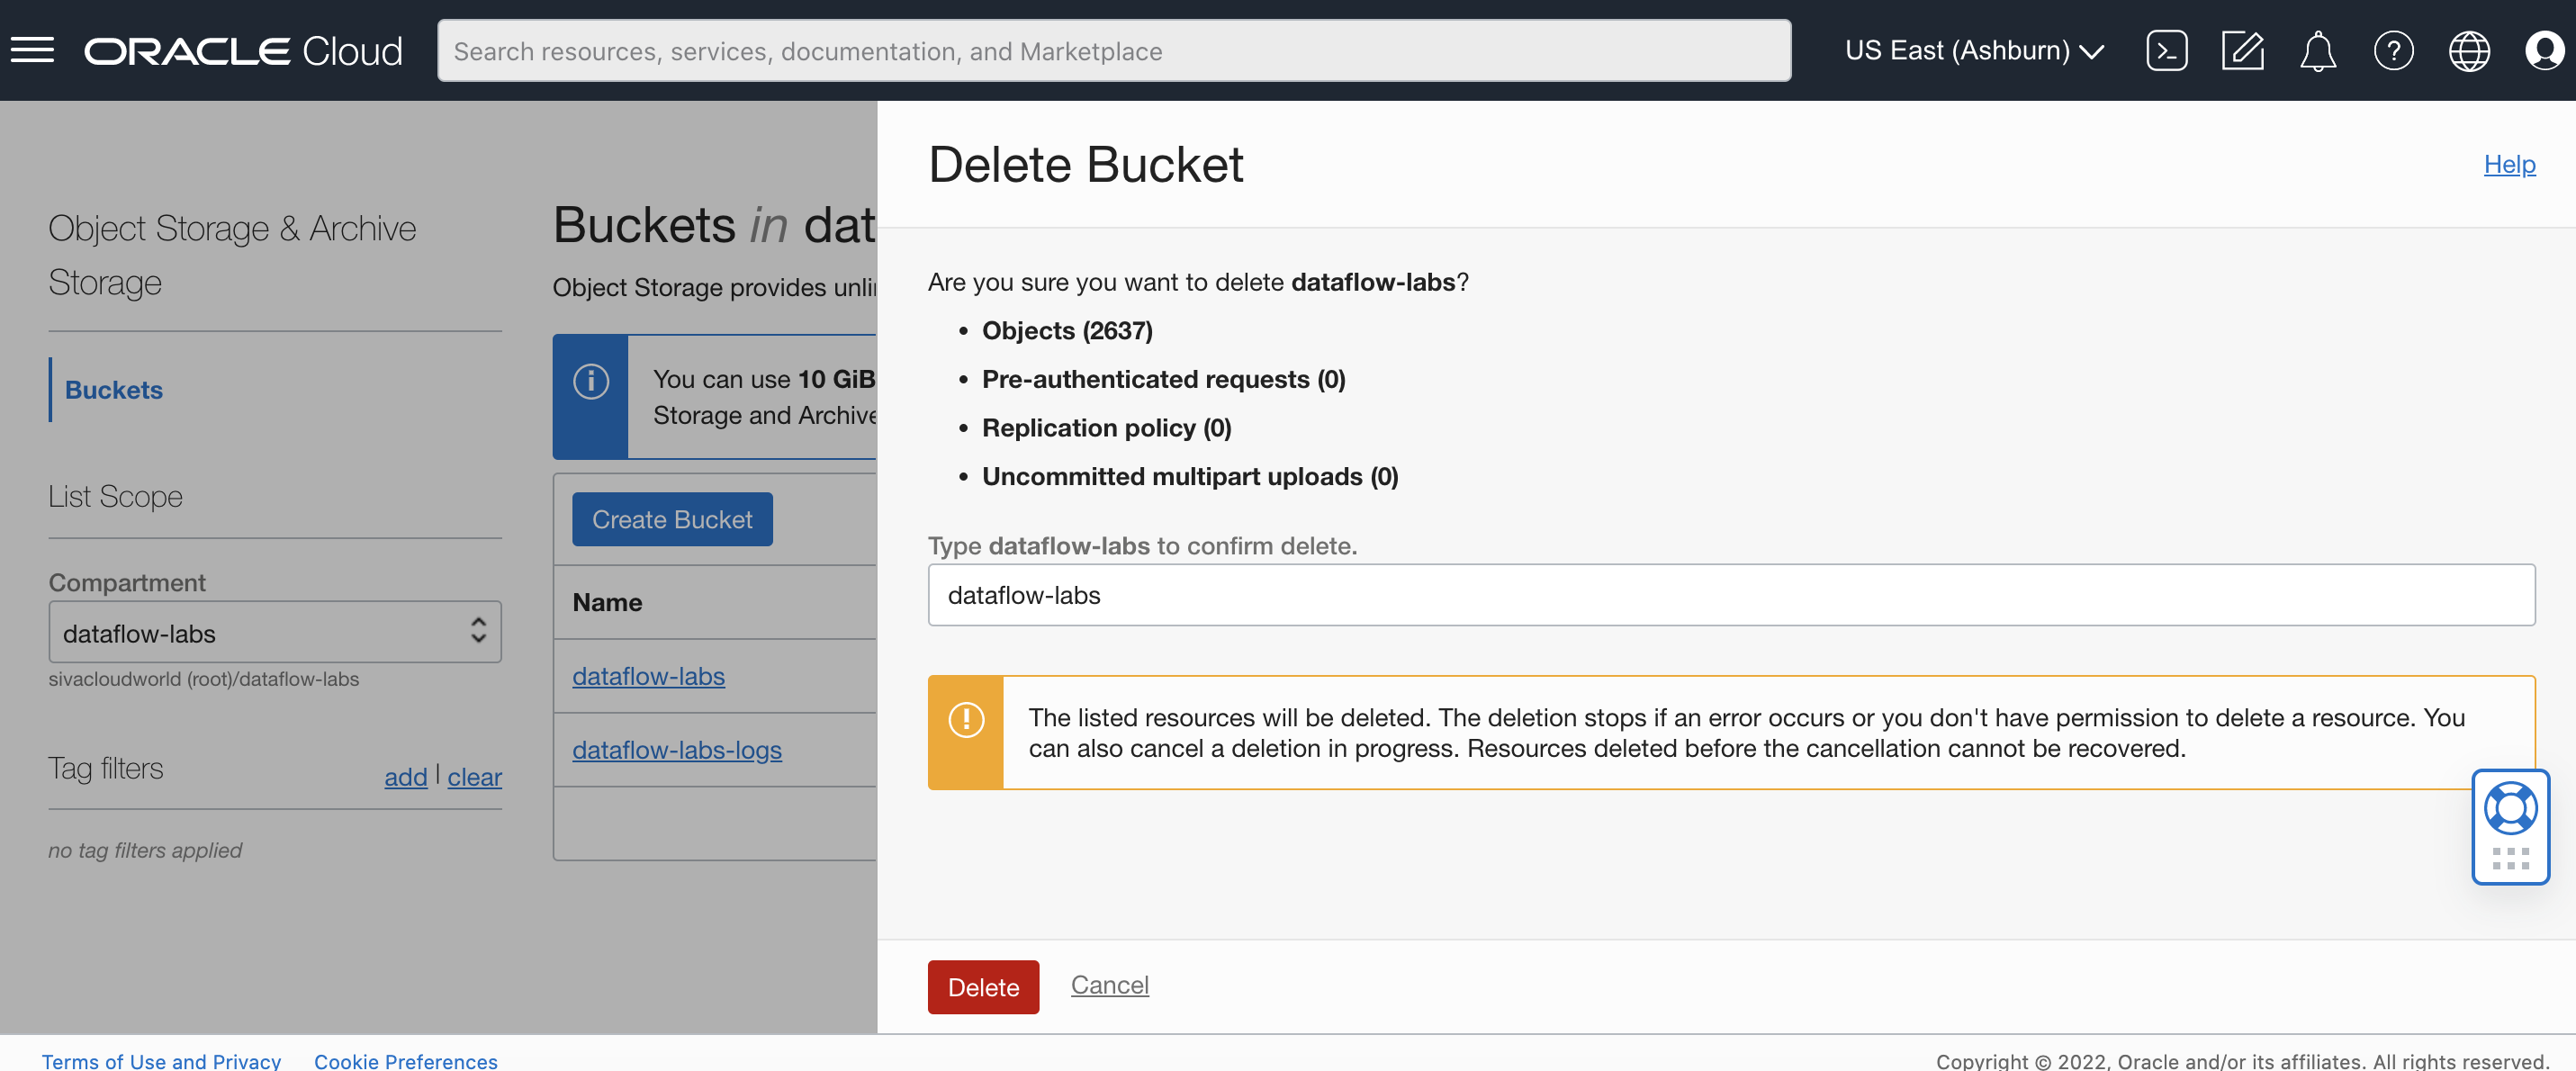 ORACLE Cloud
Search resources, services, documentation, and Marketplace
US East (Ashburn)
Object Storage & Archive
Storage
Buckets
List Scope
Compartment
dataflow-labs
sivacloudworld (root)/dataflow-labs
Tag filters
add | clear
no tag filters applied
Buckets in dat
Object Storage provides unli
You can use 10 GiB
Storage and Archive
Create Bucket
Name
dataflow-labs
dataflow-labs-logs
Delete Bucket
Help
Are you sure you want to delete dataflow-labs?
• Objects (2637)
• Pre-authenticated requests (0)
• Replication policy (0)
• Uncommitted multipart uploads (0)
Type dataflow-labs to confirm delete.
dataflow-labs
The listed resources will be deleted. The deletion stops if an error occurs or you don't have permission to delete a resource. You
can also cancel a deletion in progress. Resources deleted before the cancellation cannot be recovered.
Delete
Cancel
Terms of Use and Privacy
Cookie Preferences
Copyright © 2022, Oracle and/or its affiliates. All rights reserved.